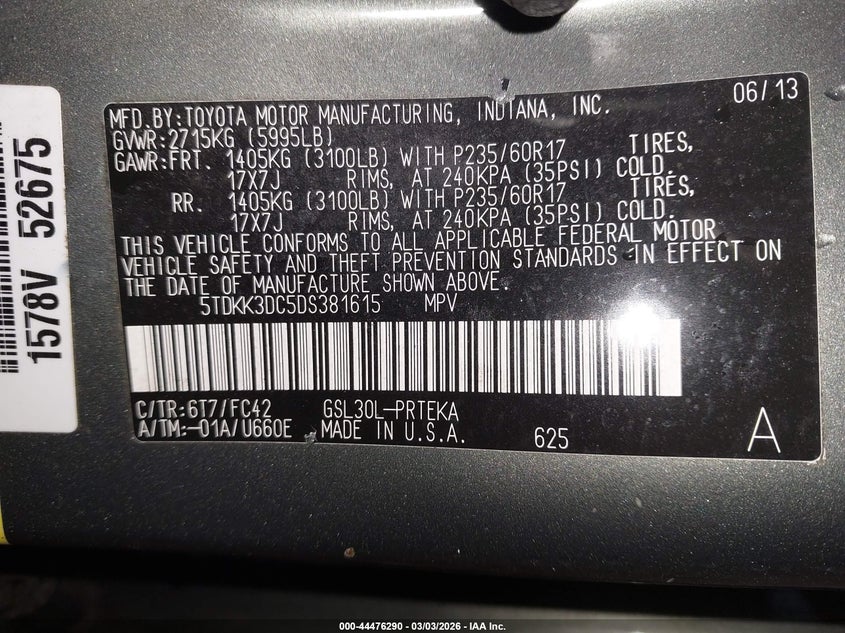 MFD.BY:TOYOTA MOTOR MANUFACTURING, INDIANA, INC. 06/13
GVWR:2715KG (5995LB)
GAWR:FRT. 1405KG (3100LB) WITH P235/60R17 TIRES,
17X7J RIMS, AT 240KPA (35PSI) COLD.
RR. 1405KG (3100LB) WITH P235/60R17 TIRES,
17X7J RIMS, AT 240KPA (35PSI) COLD.
THIS VEHICLE CONFORMS TO ALL APPLICABLE FEDERAL MOTOR
VEHICLE SAFETY AND THEFT PREVENTION STANDARDS IN EFFECT ON
THE DATE OF MANUFACTURE SHOWN ABOVE.
5TDKK3DC5DS381615 MPV
C/TR:6T7/FC42 GSL30L-PRTEKA
A/TM:-01A/U660E MADE IN U.S.A. 625 A
1578V 52675
000-44476290 - 03/03/2026 - IAA Inc.